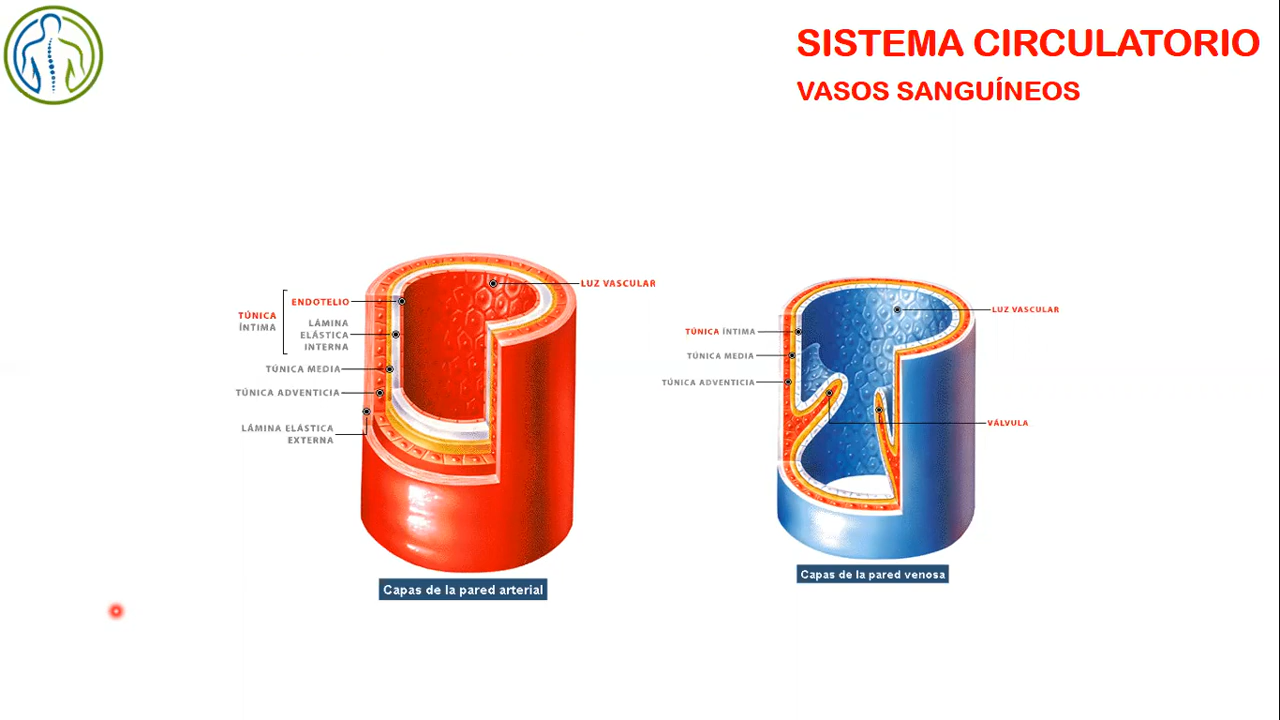 SISTEMA CIRCULATORIO
VASOS SANGUÍNEOS
TÚNICA
ÍNTIMA
ENDOTELIO
LÁMINA
ELÁSTICA
INTERNA
TÚNICA MEDIA
TÚNICA ADVENTICIA
LÁMINA ELÁSTICA
EXTERNA
LUZ VASCULAR
Capas de la pared arterial
TÚNICA ÍNTIMA
TÚNICA MEDIA
TÚNICA ADVENTICIA
LUZ VASCULAR
VÁLVULA
Capas de la pared venosa